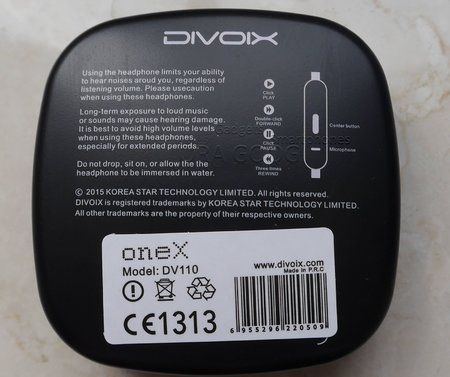 DIVOIX
Using the headphone limits your ability
to hear noises aroud you, regardless of
listening volume. Please usecaution
when using these headphones.
Long-term exposure to loud music
or sounds may cause hearing damage.
It is best to avoid high volume levels
when using these headphones,
especially for extended periods.
Do not drop, sit on, or allow the the
headphone to be immersed in water.
Click
PLAY
Double-click
FORWARD
Click
PAUSE
Three times
REWIND
Center button
Microphone
© 2015 KOREA STAR TECHNOLOGY LIMITED. All rights reserved.
DIVOIX is registered trademarks by KOREA STAR TECHNOLOGY LIMITED.
All other trademarks are the property of their respective owners.
oneX
Model: DV110
CE1313
www.divoix.com
Made in P.R.C
6 955296 220509